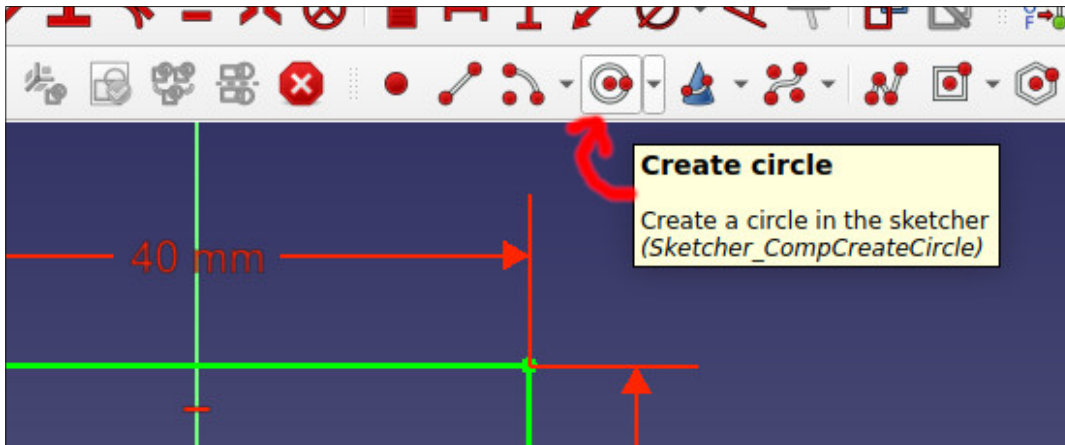 Create circle
Create a circle in the sketcher
(Sketcher_CompCreateCircle)
40 mm